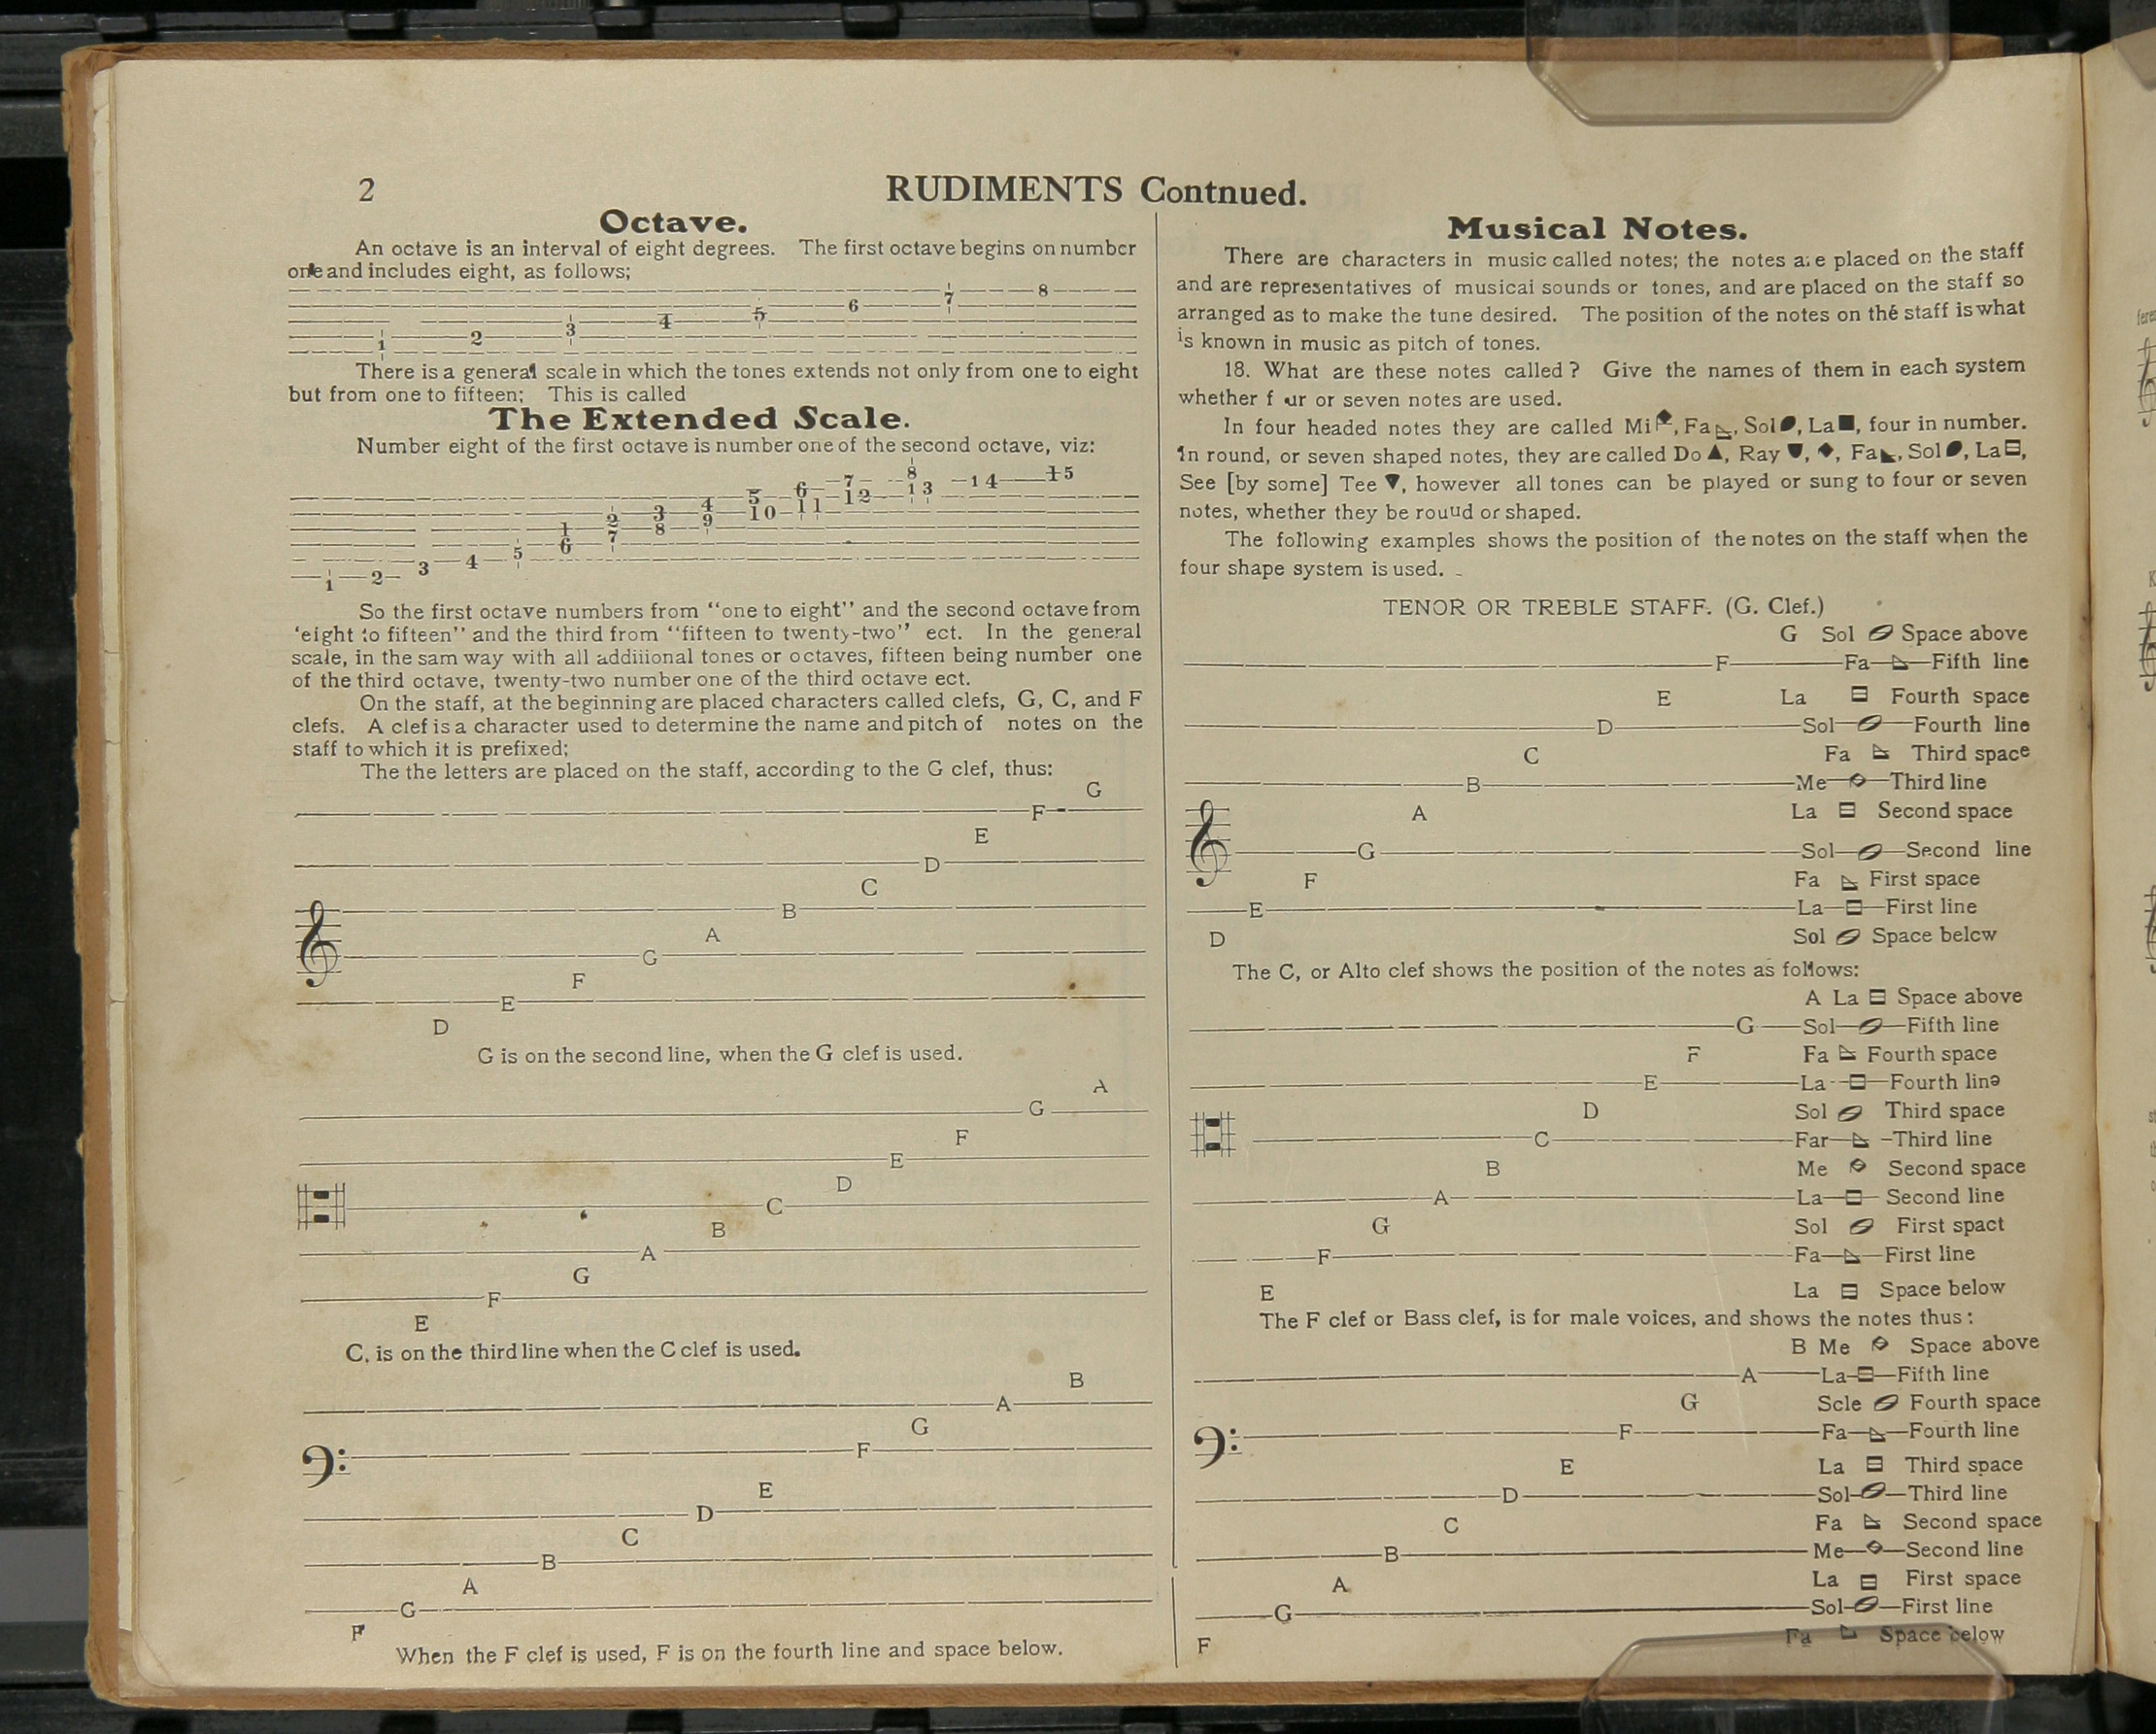 2
RUDIMENTS Contnued.
Octave.
An octave is an interval of eight degrees. The first octave begins on number
one and includes eight, as follows;
1 2 3 4 5 6 7 8
There is a general scale in which the tones extends not only from one to eight
but from one to fifteen; This is called
The Extended Scale.
Number eight of the first octave is number one of the second octave, viz:
1 2 3 4 5 6 7 8
1 2 3 4 5 6 7 8 9 10 11 12 13 14 15
So the first octave numbers from "one to eight" and the second octave from
'eight to fifteen" and the third from "fifteen to twenty-two" ect. In the general
scale, in the sam way with all addiiional tones or octaves, fifteen being number one
of the third octave, twenty-two number one of the third octave ect.
On the staff, at the beginning are placed characters called clefs, G, C, and F
clefs. A clef is a character used to determine the name and pitch of notes on the
staff to which it is prefixed;
The the letters are placed on the staff, according to the G clef, thus:
G
F
E
D
C
B
A
G
F
E
D
G is on the second line, when the G clef is used.
A
G
F
E
D
C
B
A
G
F
E
C, is on the third line when the C clef is used.
B
A
G
F
E
D
C
B
A
G
F
When the F clef is used, F is on the fourth line and space below.
Musical Notes.
There are characters in music called notes; the notes are placed on the staff
and are representatives of musical sounds or tones, and are placed on the staff so
arranged as to make the tune desired. The position of the notes on thé staff is what
is known in music as pitch of tones.
18. What are these notes called? Give the names of them in each system
whether f ur or seven notes are used.
In four headed notes they are called Mi, Fa, Sol, La, four in number.
In round, or seven shaped notes, they are called Do, Ray, , Fa, Sol, La,
See [by some] Tee, however all tones can be played or sung to four or seven
notes, whether they be rouud or shaped.
The following examples shows the position of the notes on the staff when the
four shape system is used.
TENOR OR TREBLE STAFF. (G. Clef.)
G Sol Space above
F Fa Fifth line
E La Fourth space
D Sol Fourth line
C Fa Third space
B Me Third line
A La Second space
G Sol Second line
F Fa First space
E La First line
D Sol Space belcw
The C, or Alto clef shows the position of the notes as follows:
A La Space above
G Sol Fifth line
F Fa Fourth space
E La Fourth line
D Sol Third space
C Far Third line
B Me Second space
A La Second line
G Sol First spact
F Fa First line
E La Space below
The F clef or Bass clef, is for male voices, and shows the notes thus:
B Me Space above
A La Fifth line
G Scle Fourth space
F Fa Fourth line
E La Third space
D Sol Third line
C Fa Second space
B Me Second line
A La First space
G Sol First line
F Fa Space below